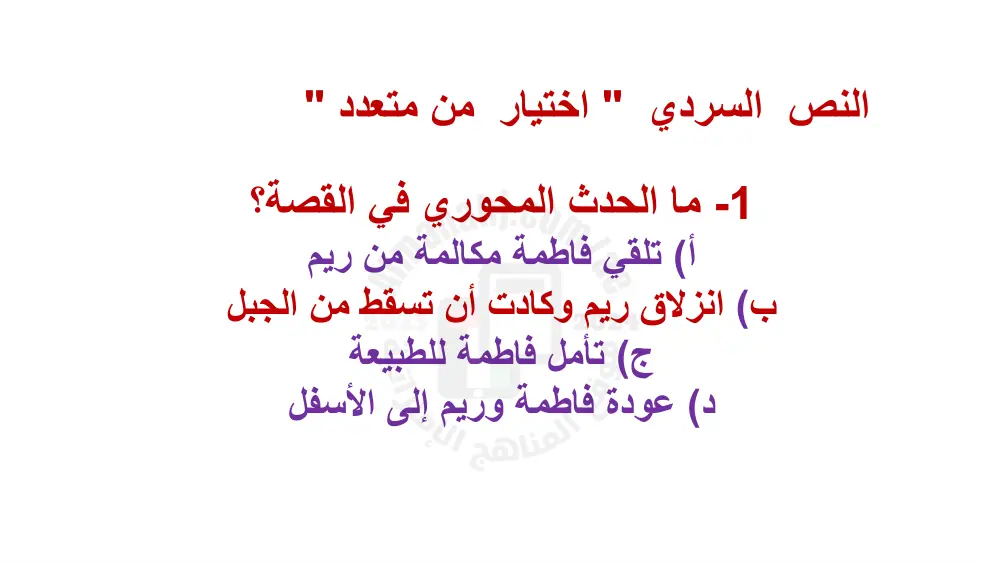 النص السردي " اختيار من متعدد "
1- ما الحدث المحوري في القصة؟
أ) تلقي فاطمة مكالمة من ريم
ب) انزلاق ريم وكادت أن تسقط من الجبل
ج) تأمل فاطمة للطبيعة
د) عودة فاطمة وريم إلى الأسفل